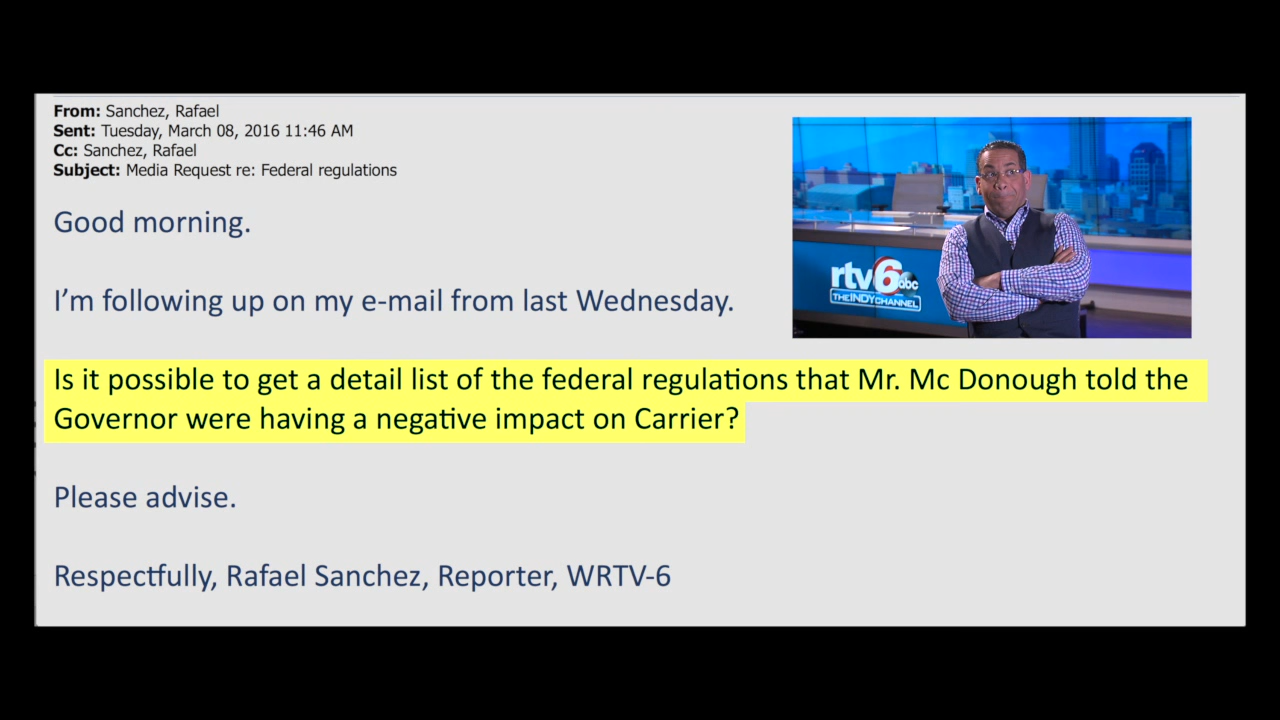 From: Sanchez, Rafael
Sent: Tuesday, March 08, 2016 11:46 AM
Cc: Sanchez, Rafael
Subject: Media Request re: Federal regulations
Good morning.
I’m following up on my e-mail from last Wednesday.
rtv6 abc
THEINDYCHANNEL
Is it possible to get a detail list of the federal regulations that Mr. Mc Donough told the
Governor were having a negative impact on Carrier?
Please advise.
Respectfully, Rafael Sanchez, Reporter, WRTV-6